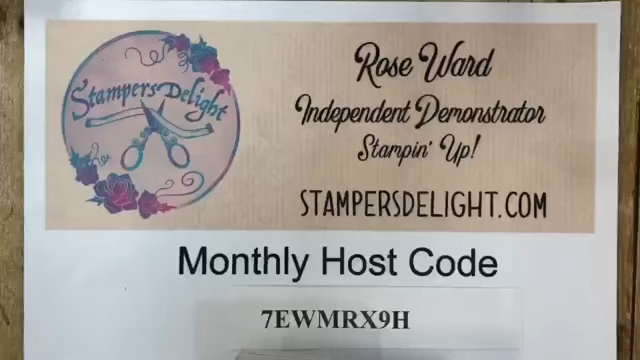 Stampers Delight
Rose Ward
Independent Demonstrator
Stampin' Up!
STAMPERSDELIGHT.COM
Monthly Host Code
7EWMRX9H